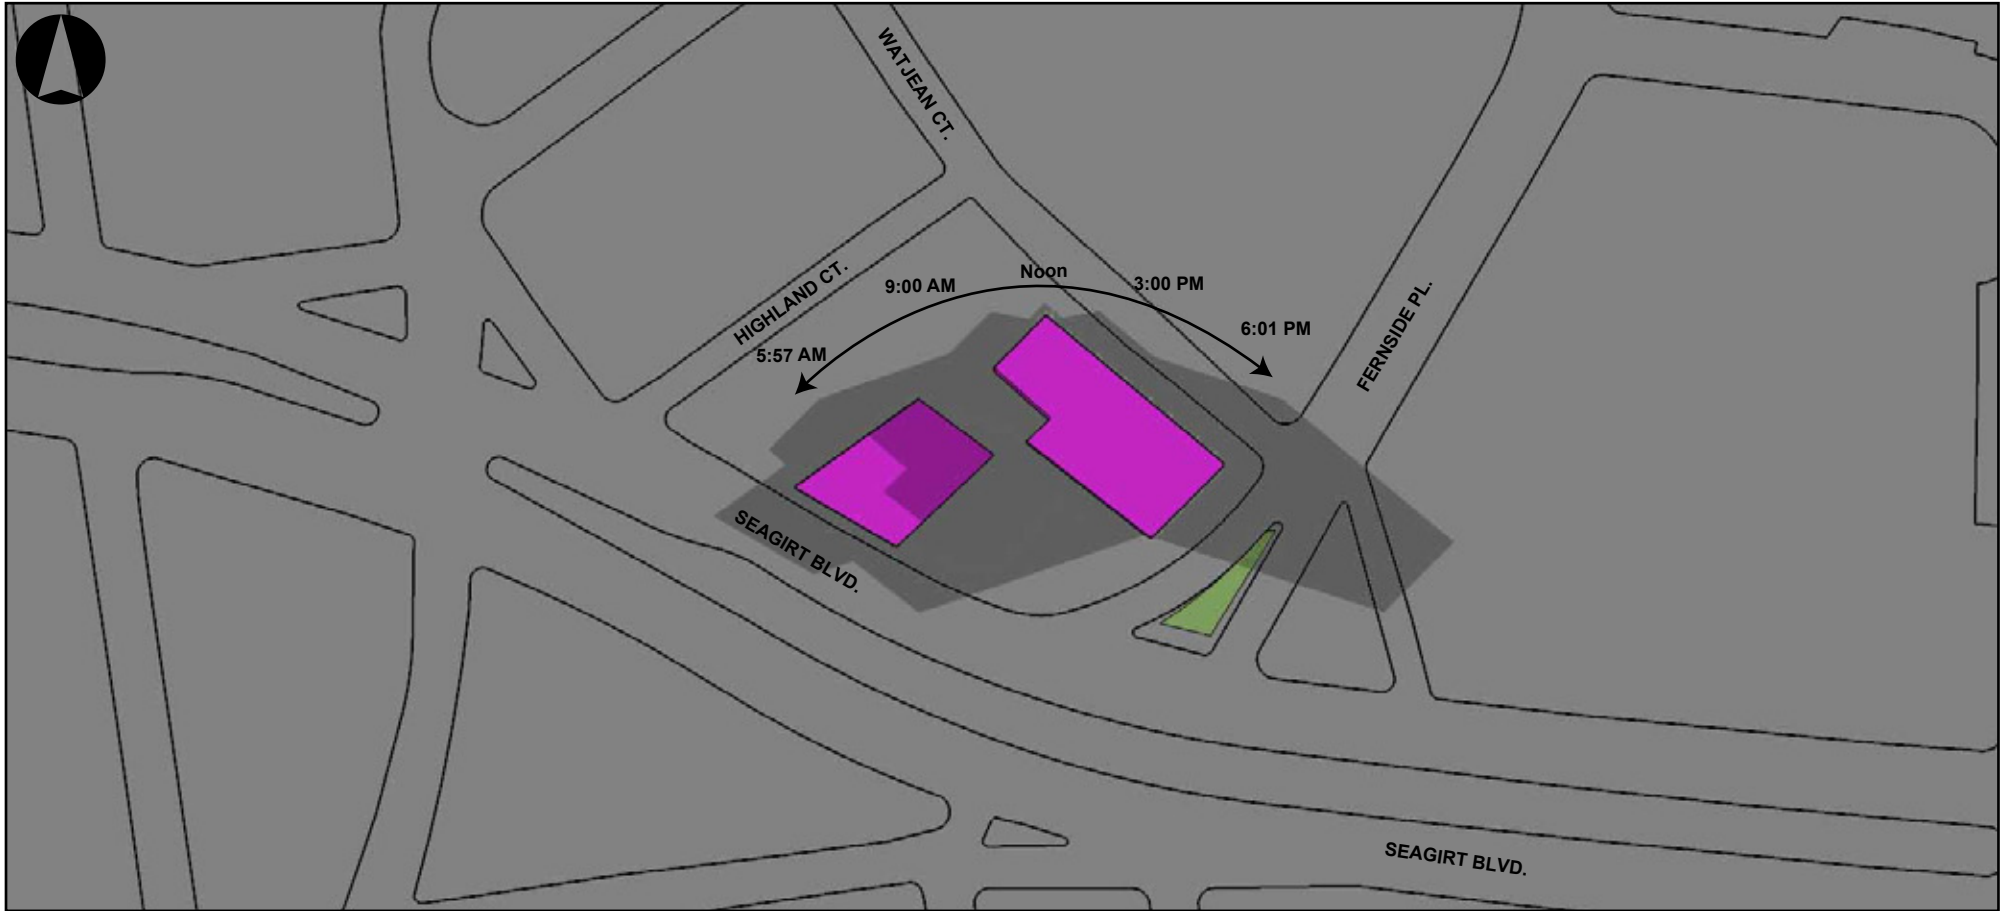 WATJEAN CT.
HIGHLAND CT.
9:00 AM
Noon
3:00 PM
5:57 AM
6:01 PM
FERNSIDE PL.
SEAGIRT BLVD.
SEAGIRT BLVD.